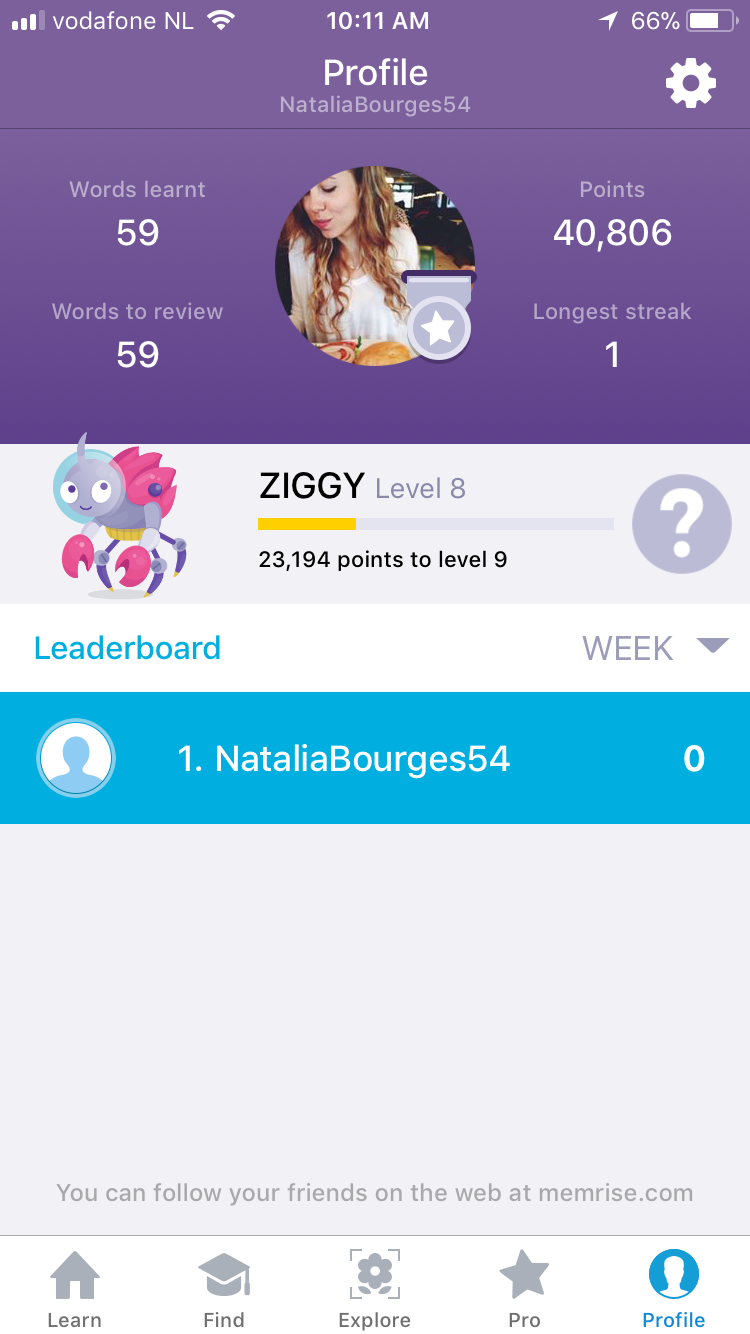 vodafone NL 10:11 AM 66%
Profile
NataliaBourges54
Words learnt
59
Points
40,806
Words to review
59
Longest streak
1
ZIGGY Level 8
23,194 points to level 9
?
Leaderboard WEEK
1. NataliaBourges54 0
You can follow your friends on the web at memrise.com
Learn Find Explore Pro Profile